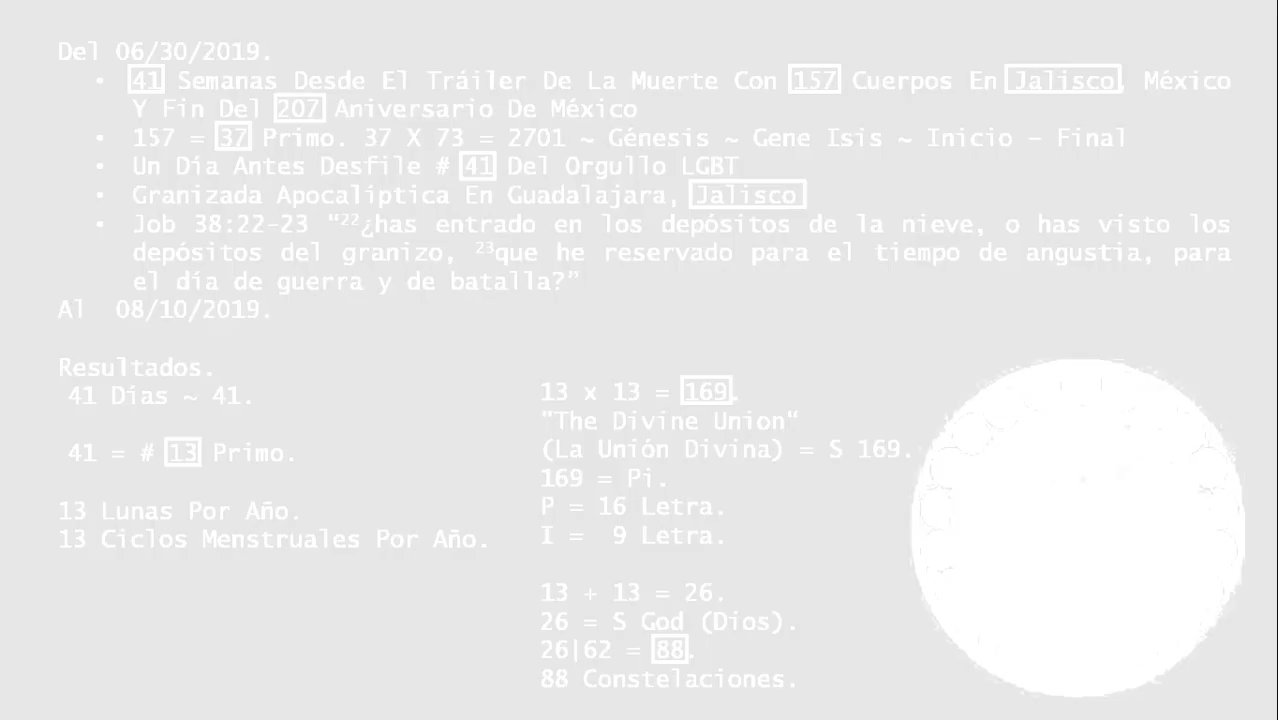 Del 06/30/2019.
• 41 Semanas Desde El Tráiler De La Muerte Con 157 Cuerpos En Jalisco, México
Y Fin Del 207 Aniversario De México
• 157 = 37 Primo. 37 X 73 = 2701 ~ Génesis ~ Gene Isis ~ Inicio – Final
• Un Día Antes Desfile # 41 Del Orgullo LGBT
• Granizada Apocalíptica En Guadalajara, Jalisco
• Job 38:22-23 “²²¿has entrado en los depósitos de la nieve, o has visto los
depósitos del granizo, ²³que he reservado para el tiempo de angustia, para
el día de guerra y de batalla?”
Al 08/10/2019.
Resultados.
41 Días ~ 41.
41 = # 13 Primo.
13 Lunas Por Año.
13 Ciclos Menstruales Por Año.
13 x 13 = 169.
"The Divine Union"
(La Unión Divina) = S 169.
169 = Pi.
P = 16 Letra.
I = 9 Letra.
13 + 13 = 26.
26 = S God (Dios).
26|62 = 88.
88 Constelaciones.